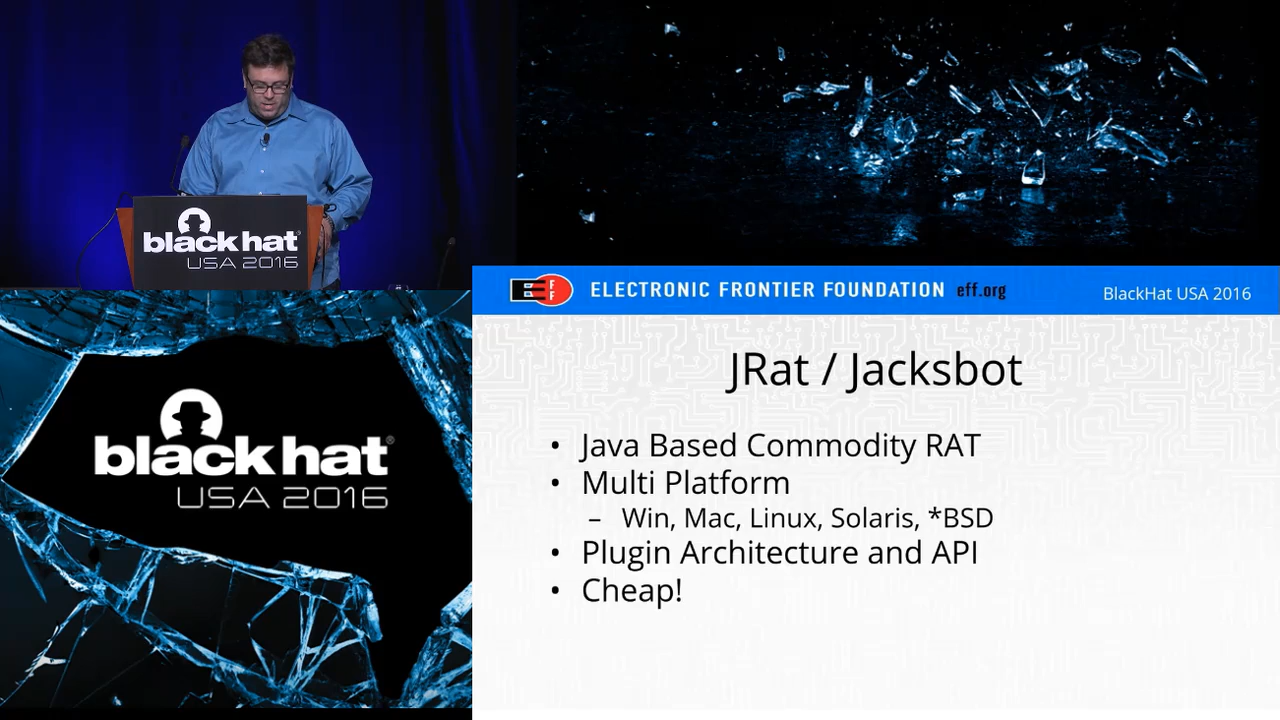 black hat
USA 2016
black hat
USA 2016
EFF
ELECTRONIC FRONTIER FOUNDATION eff.org
BlackHat USA 2016
JRat / Jacksbot
• Java Based Commodity RAT
• Multi Platform
– Win, Mac, Linux, Solaris, *BSD
• Plugin Architecture and API
• Cheap!